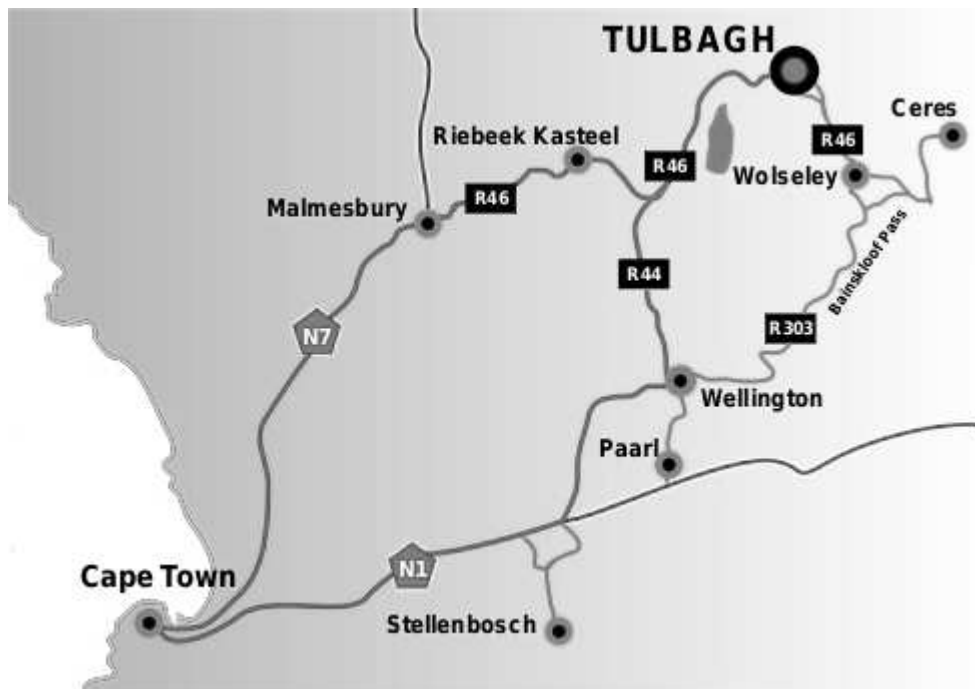 TULBAGH
Ceres
Riebeek Kasteel
R46
R46
Wolseley
R46
Malmesbury
Bainskloof Pass
R44
R303
N7
Wellington
Paarl
N1
Cape Town
Stellenbosch